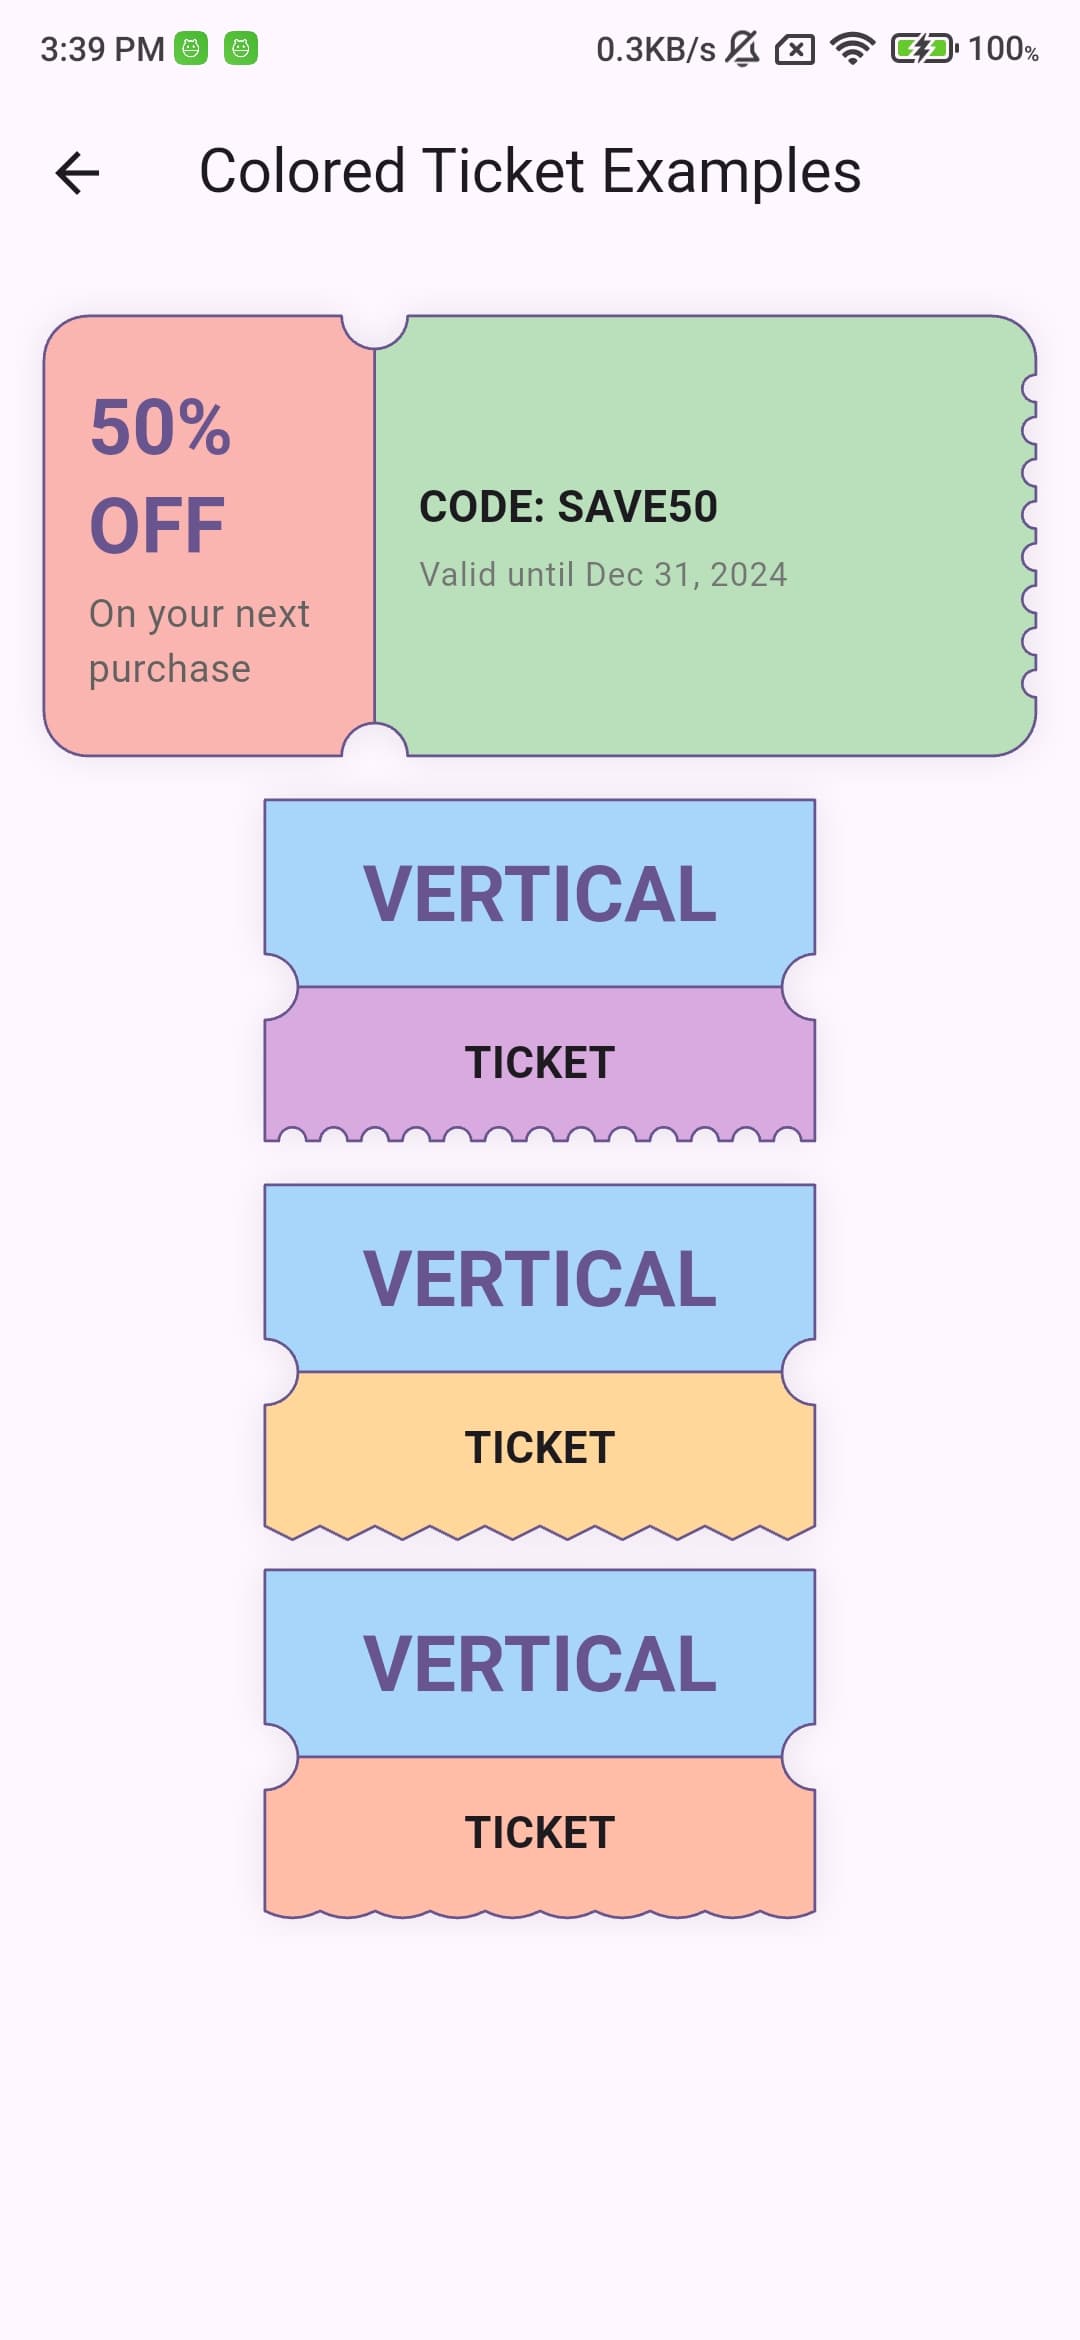 3:39 PM 0.3KB/s 100%
Colored Ticket Examples
50%
OFF
On your next
purchase
CODE: SAVE50
Valid until Dec 31, 2024
VERTICAL
TICKET
VERTICAL
TICKET
VERTICAL
TICKET